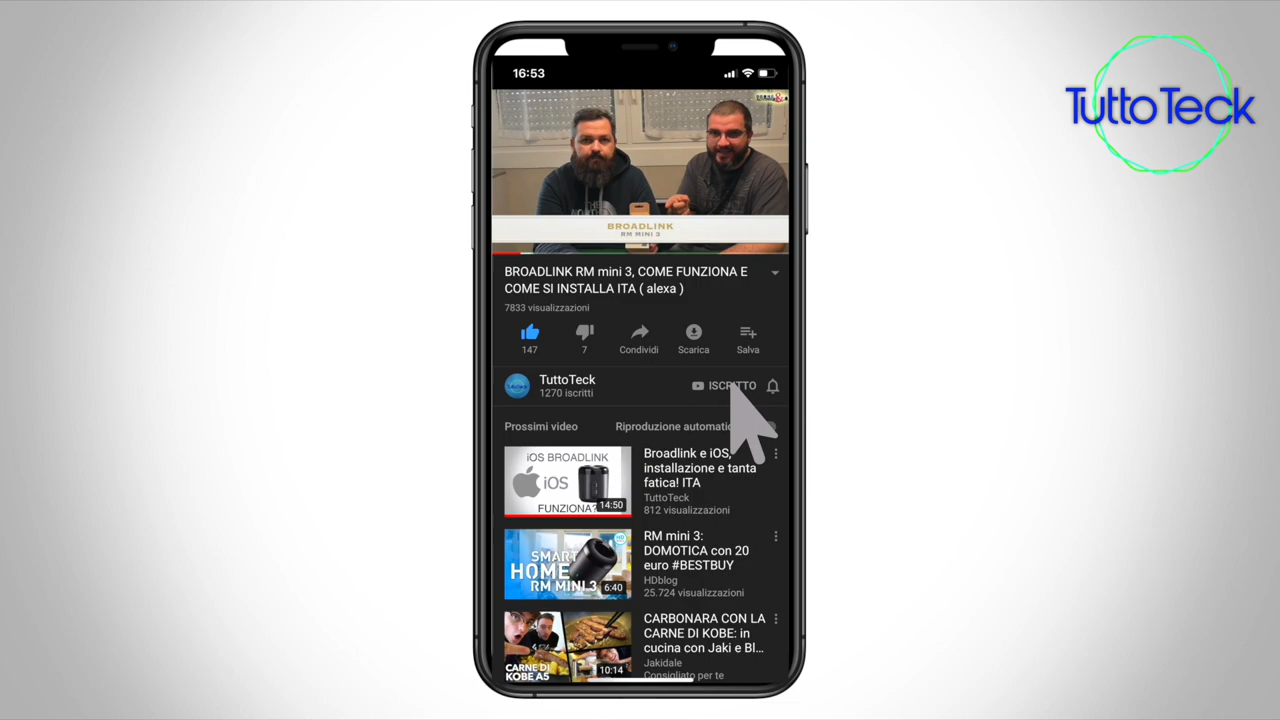 TuttoTeck
16:53
BROADLINK
RM MINI 3
BROADLINK RM mini 3, COME FUNZIONA E
COME SI INSTALLA ITA ( alexa )
7833 visualizzazioni
147
7
Condividi
Scarica
Salva
TuttoTeck
1270 iscritti
ISCRITTO
Prossimi video
Riproduzione
iOS BROADLINK
iOS
FUNZIONA?
14:50
Broadlink e iOS,
installazione e tanta
fatica! ITA
TuttoTeck
812 visualizzazioni
SMART
HOME
RM MINI 3
6:40
RM mini 3:
DOMOTICA con 20
euro #BESTBUY
HDblog
25.724 visualizzazioni
CARNE DI
KOBE A5
10:14
CARBONARA CON LA
CARNE DI KOBE: in
cucina con Jaki e Bl...
Jakidale
Consigliato per te